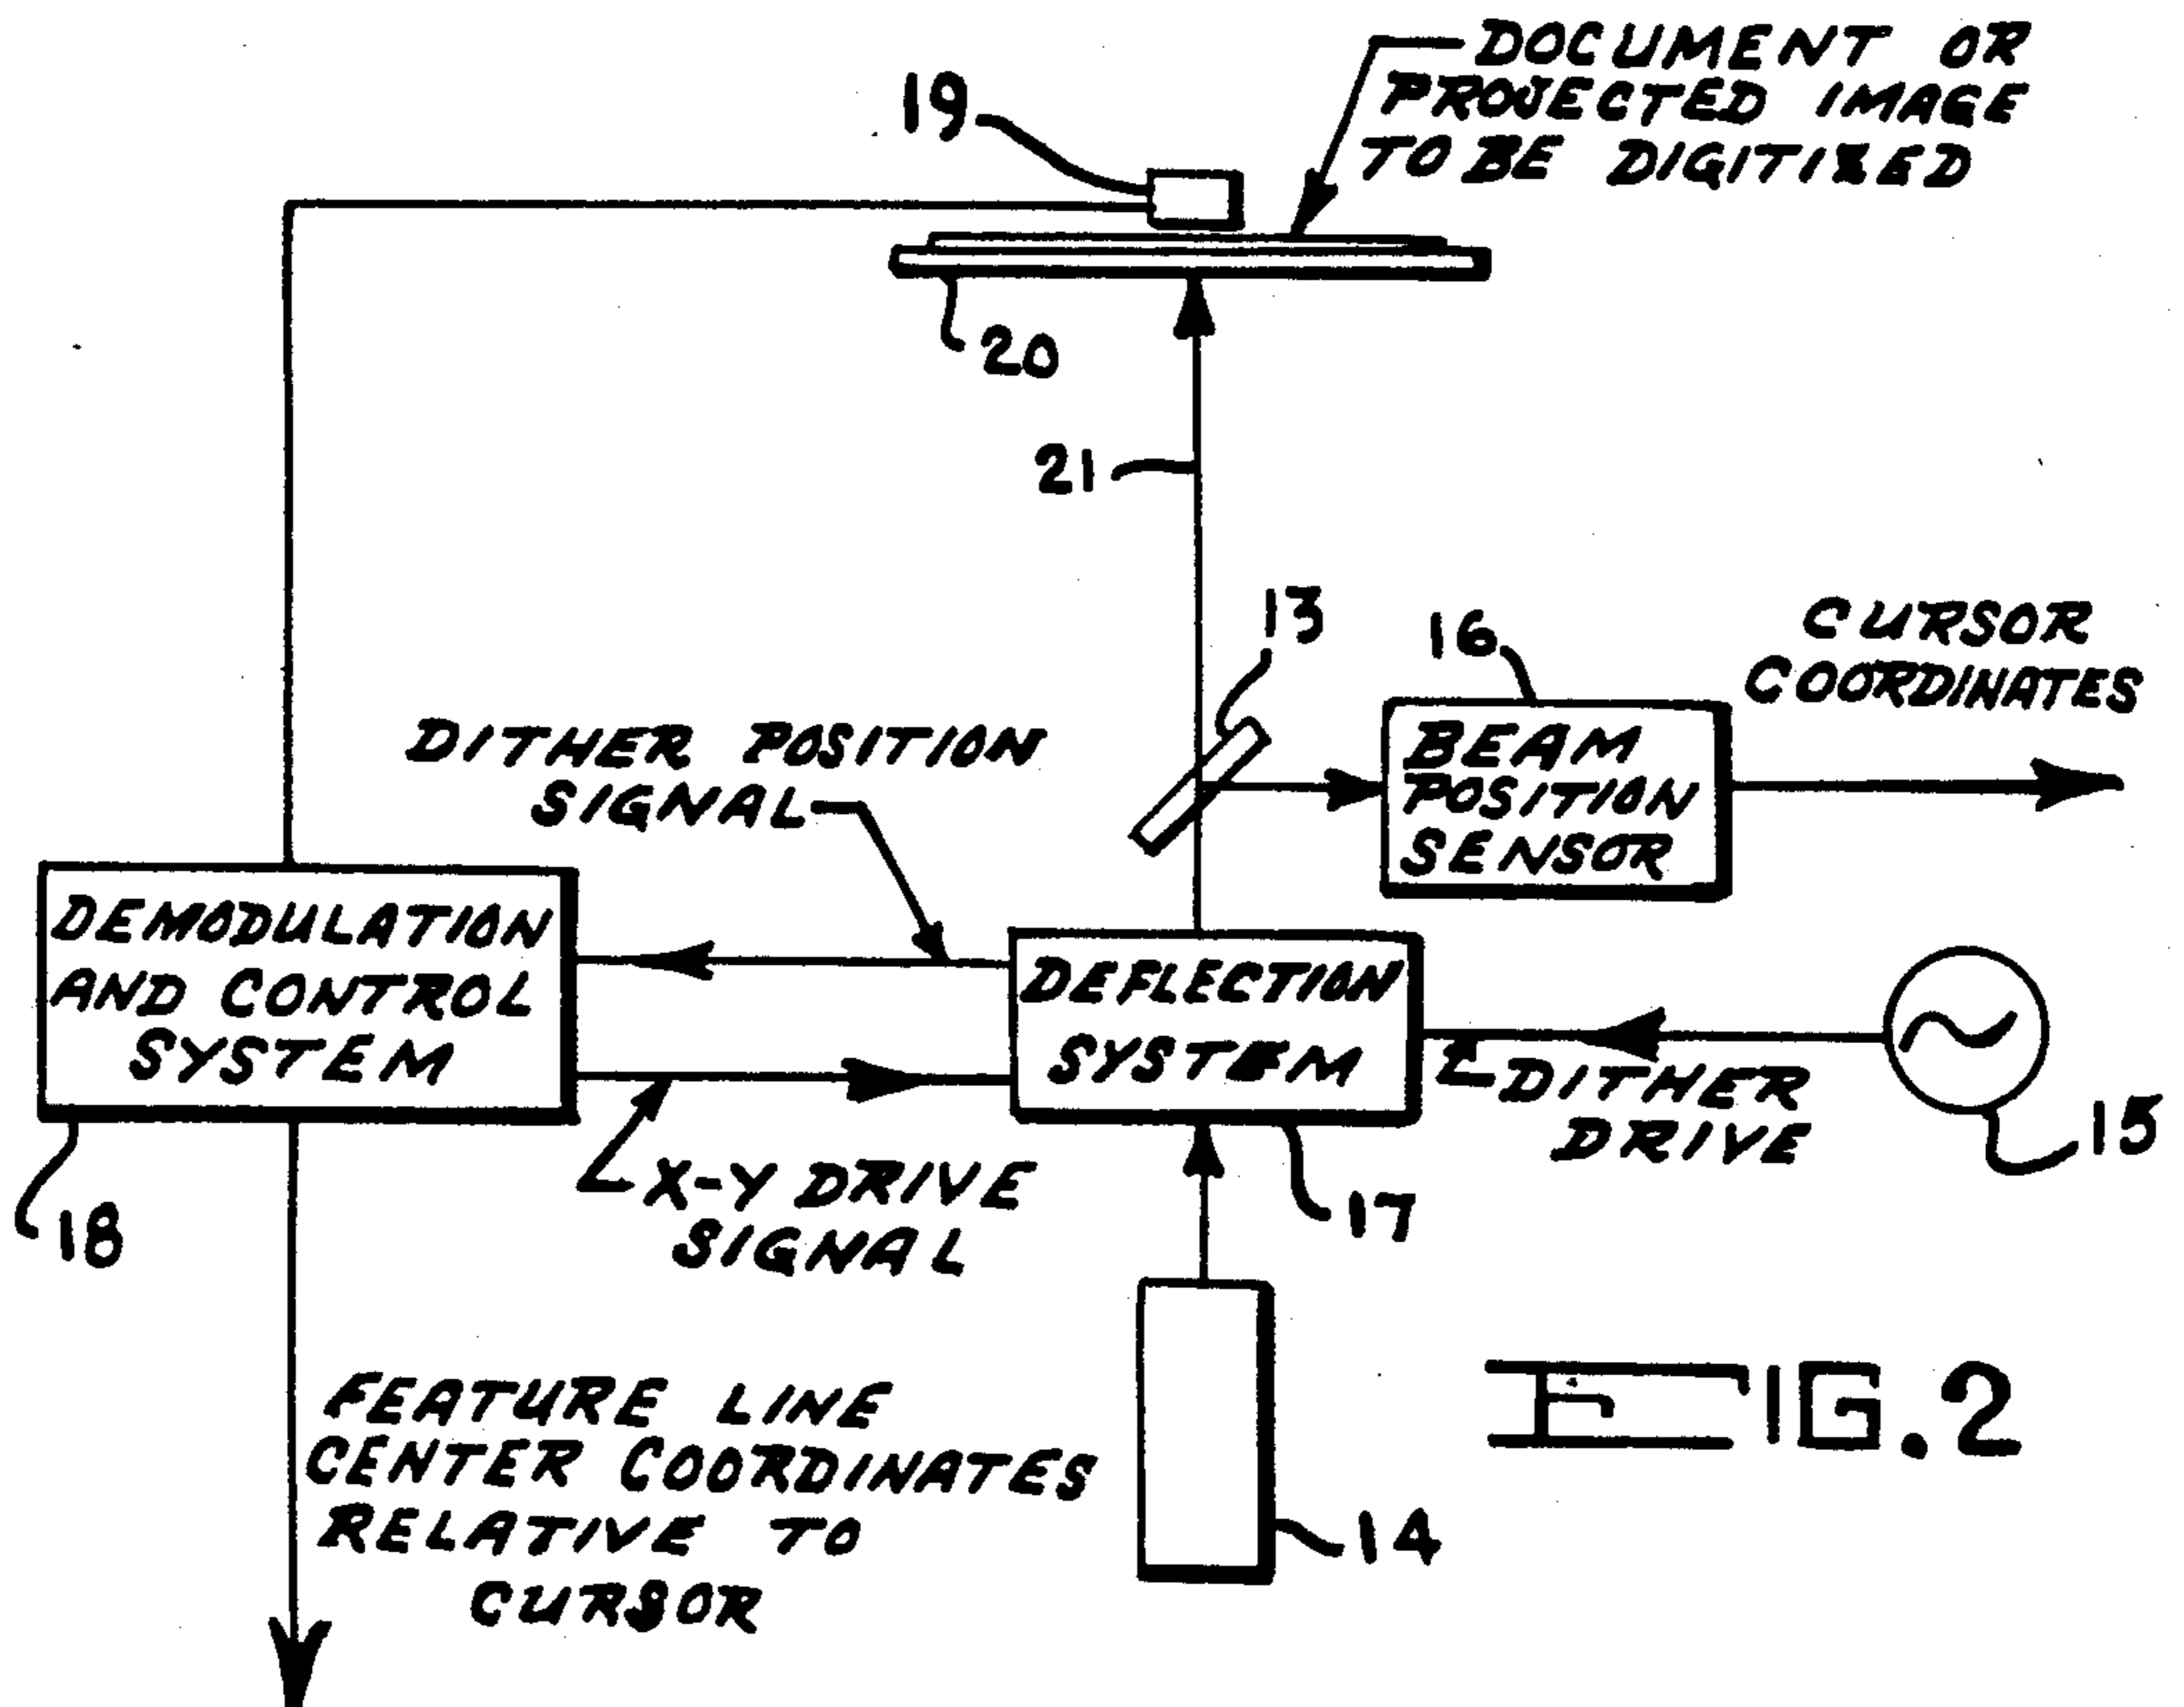 DOCUMENT OR
PROJECTED IMAGE
TO BE DIGITIZED
19
20
21
13
16
CURSOR
COORDINATES
BEAM
POSITION
SENSOR
DITHER POSITION
SIGNAL
DEMODULATION
AND CONTROL
SYSTEM
DEFLECTION
SYSTEM
DITHER
DRIVE
15
X-Y DRIVE
SIGNAL
17
18
14
FEATURE LINE
CENTER COORDINATES
RELATIVE TO
CURSOR
FIG. 2